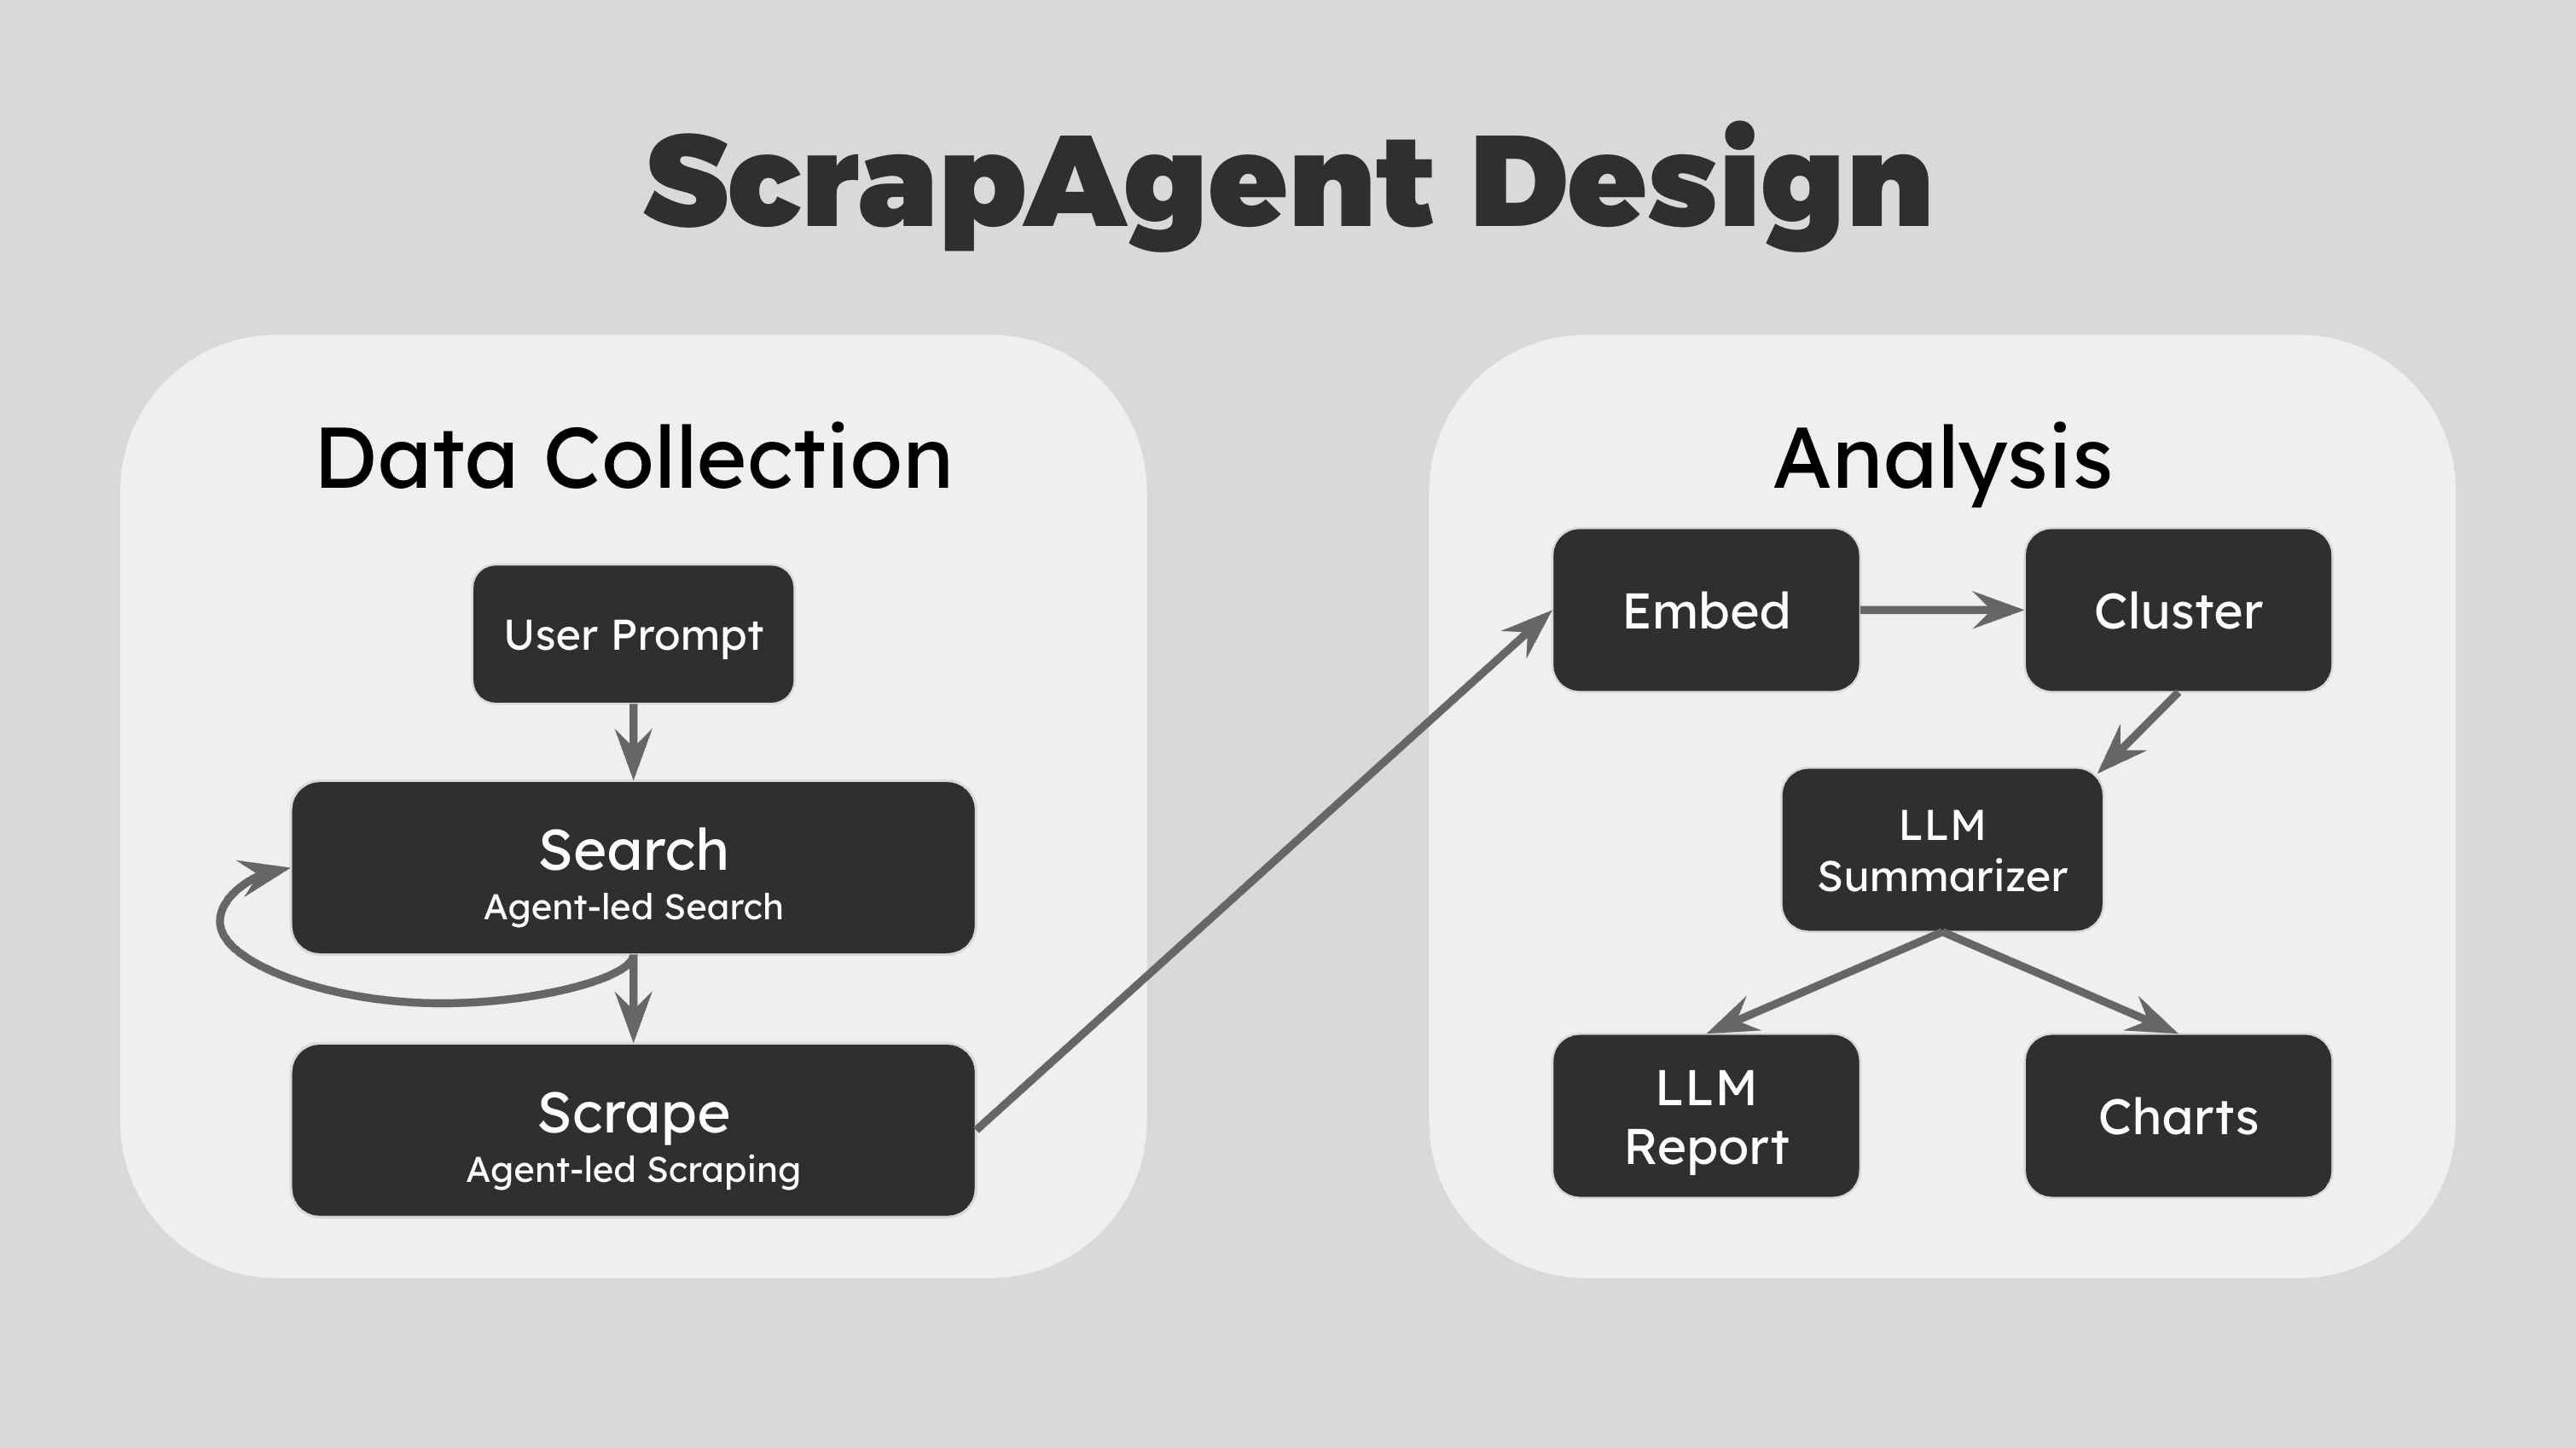 ScrapAgent Design
Data Collection
User Prompt
Search
Agent-led Search
Scrape
Agent-led Scraping
Analysis
Embed
Cluster
LLM
Summarizer
LLM
Report
Charts